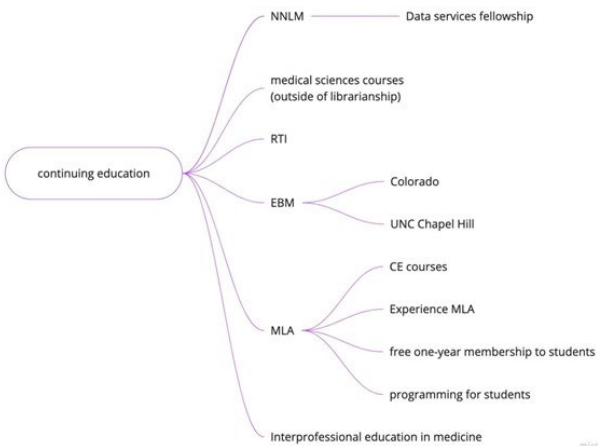 NNLM
Data services fellowship
medical sciences courses
(outside of librarianship)
RTI
continuing education
Colorado
EBM
UNC Chapel Hill
CE courses
Experience MLA
MLA
free one-year membership to students
programming for students
Interprofessional education in medicine